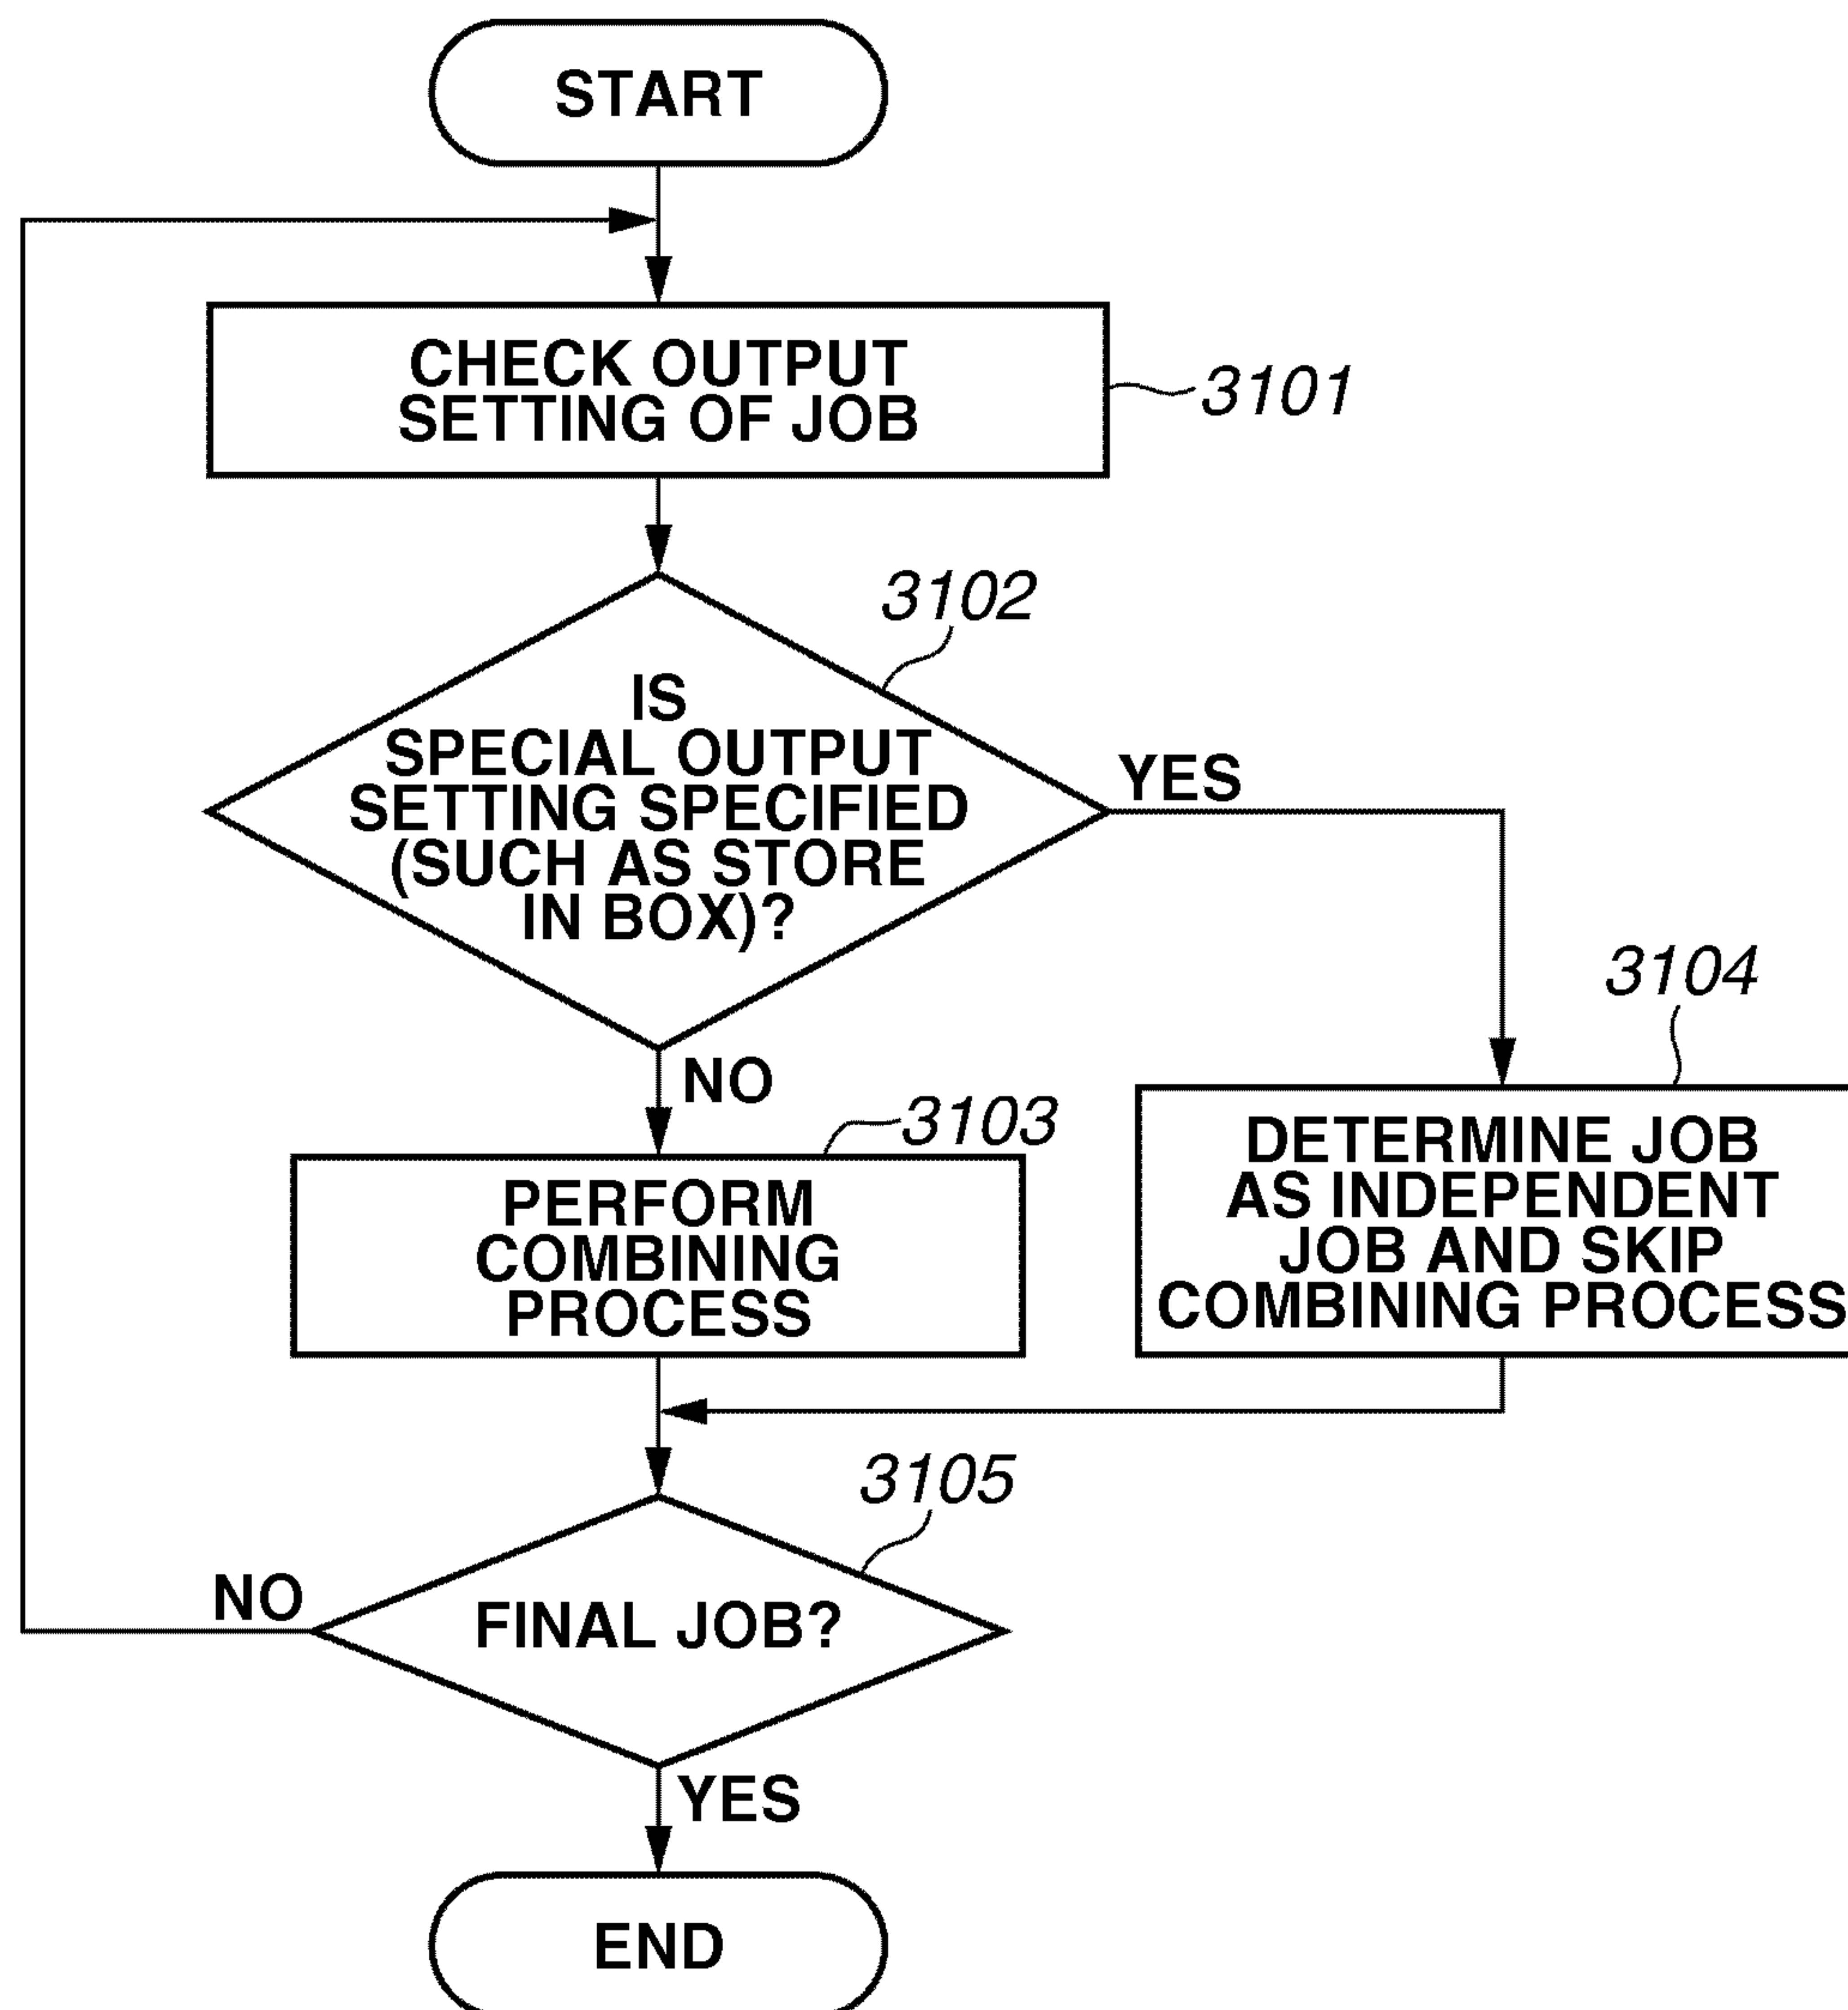 START
CHECK OUTPUT
SETTING OF JOB
3101
3102
IS
SPECIAL OUTPUT
SETTING SPECIFIED
(SUCH AS STORE
IN BOX)?
YES
NO
3103
PERFORM
COMBINING
PROCESS
3104
DETERMINE JOB
AS INDEPENDENT
JOB AND SKIP
COMBINING PROCESS
3105
FINAL JOB?
NO
YES
END